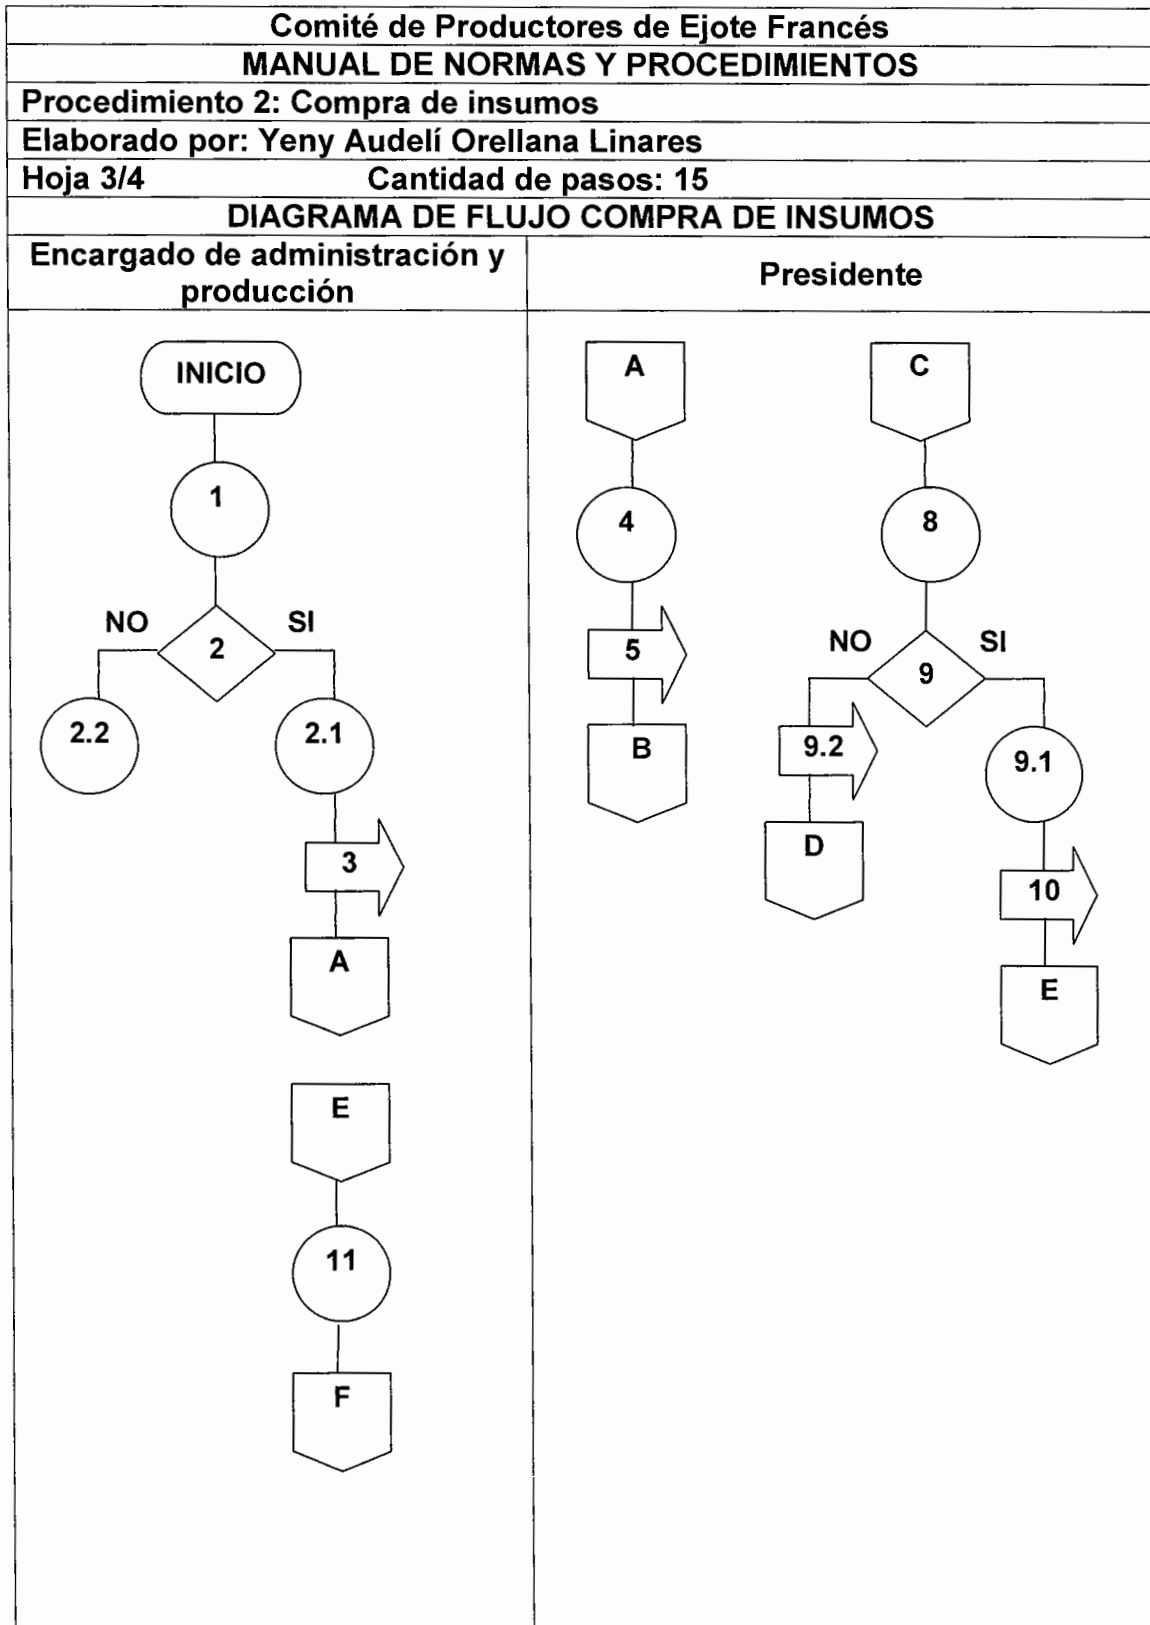 Comité de Productores de Ejote Francés
MANUAL DE NORMAS Y PROCEDIMIENTOS
Procedimiento 2: Compra de insumos
Elaborado por: Yeny Audelí Orellana Linares
Hoja 3/4 Cantidad de pasos: 15
DIAGRAMA DE FLUJO COMPRA DE INSUMOS
Encargado de administración y
producción
Presidente
INICIO
1
NO
2
SI
2.2
2.1
3
A
E
11
F
A
4
5
B
C
8
NO
9
SI
9.2
9.1
D
10
E